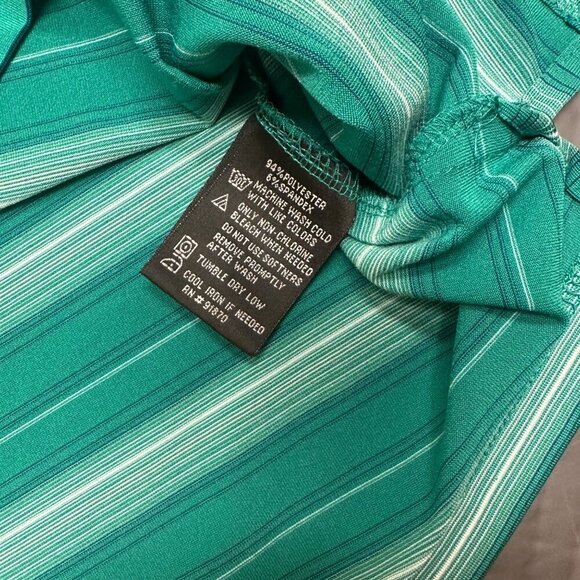 94%POLYESTER
6%SPANDEX
MACHINE WASH COLD
WITH LIKE COLORS
ONLY NON-CHLORINE
BLEACH WHEN NEEDED
DO NOT USE SOFTNERS
REMOVE PROMPTLY
AFTER WASH
TUMBLE DRY LOW
COOL IRON IF NEEDED
RN # 91870